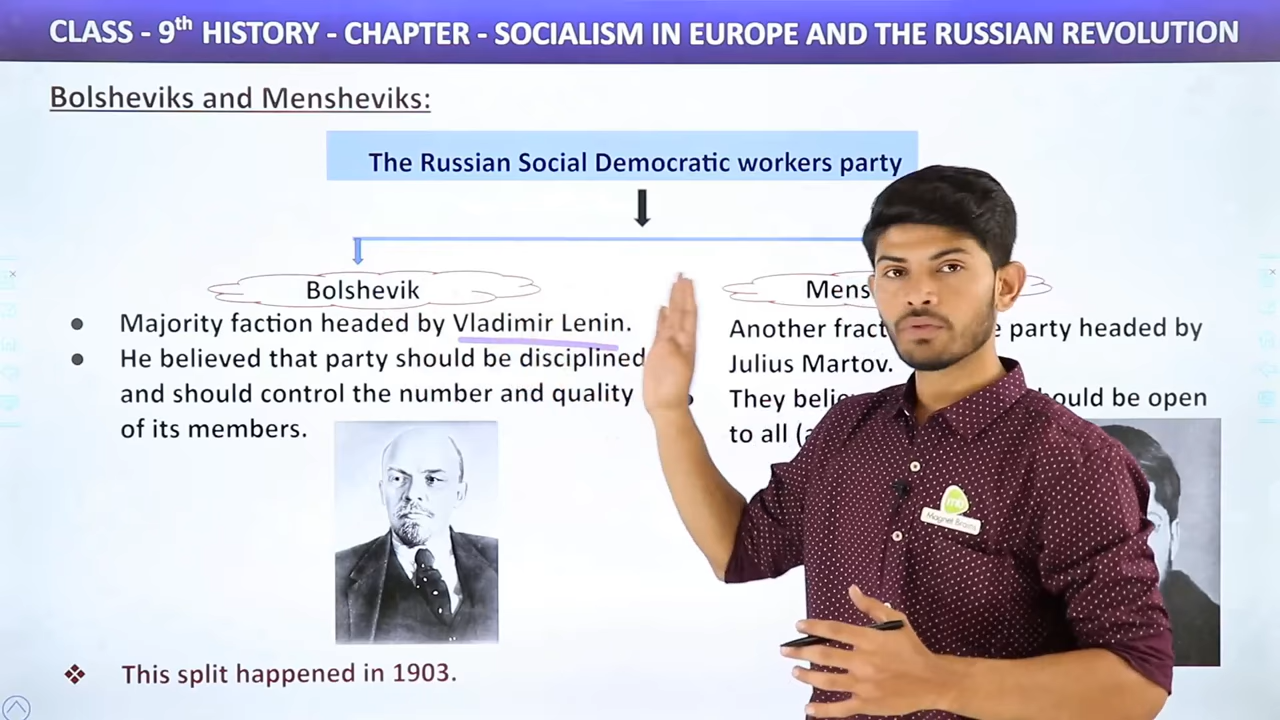 CLASS - 9th HISTORY - CHAPTER - SOCIALISM IN EUROPE AND THE RUSSIAN REVOLUTION
Bolsheviks and Mensheviks:
The Russian Social Democratic workers party
Bolshevik
● Majority faction headed by Vladimir Lenin.
● He believed that party should be disciplined
and should control the number and quality
of its members.
Mens
Another fract party headed by
Julius Martov.
They be open
to all
❖ This split happened in 1903.
Magnet Brains